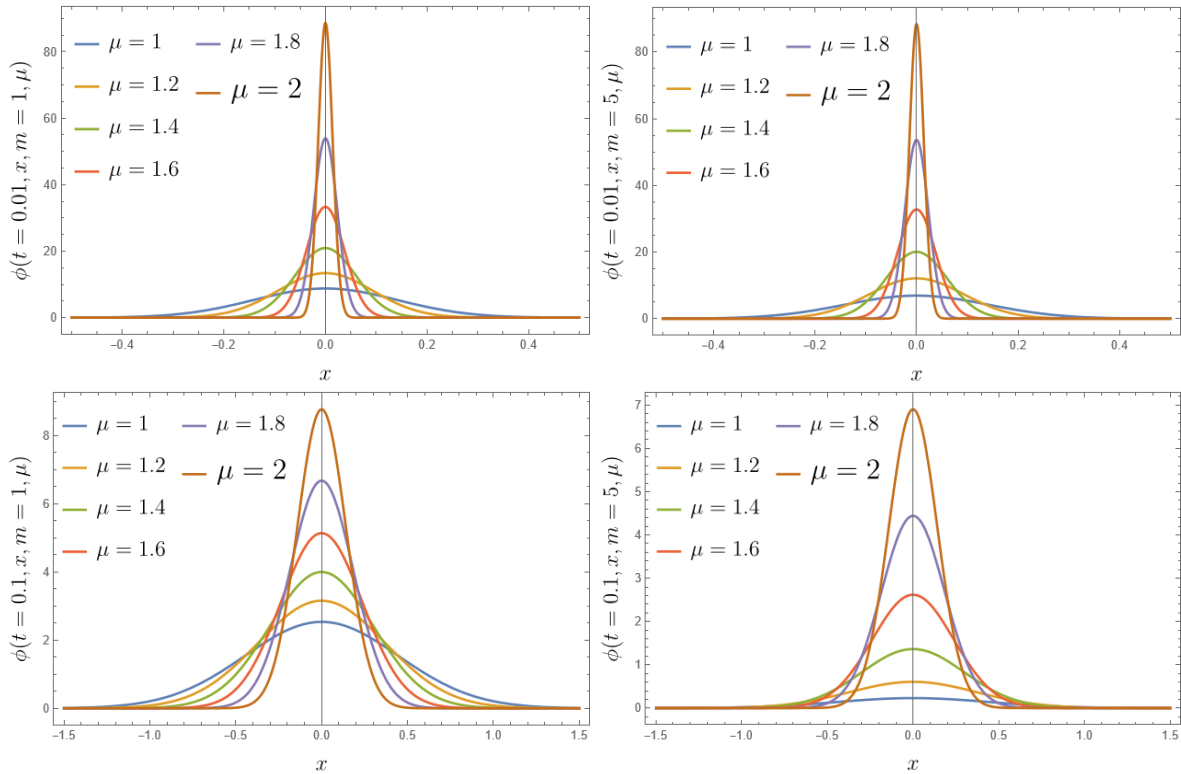 ϕ(t = 0.01, x, m = 1, μ)
μ = 1
μ = 1.8
μ = 1.2
μ = 2
μ = 1.4
μ = 1.6
80
60
40
20
0
−0.4 −0.2 0.0 0.2 0.4
x
ϕ(t = 0.01, x, m = 5, μ)
μ = 1
μ = 1.8
μ = 1.2
μ = 2
μ = 1.4
μ = 1.6
80
60
40
20
0
−0.4 −0.2 0.0 0.2 0.4
x
ϕ(t = 0.1, x, m = 1, μ)
μ = 1
μ = 1.8
μ = 1.2
μ = 2
μ = 1.4
μ = 1.6
8
6
4
2
0
−1.5 −1.0 −0.5 0.0 0.5 1.0 1.5
x
ϕ(t = 0.1, x, m = 5, μ)
μ = 1
μ = 1.8
μ = 1.2
μ = 2
μ = 1.4
μ = 1.6
7
6
5
4
3
2
1
0
−1.5 −1.0 −0.5 0.0 0.5 1.0 1.5
x